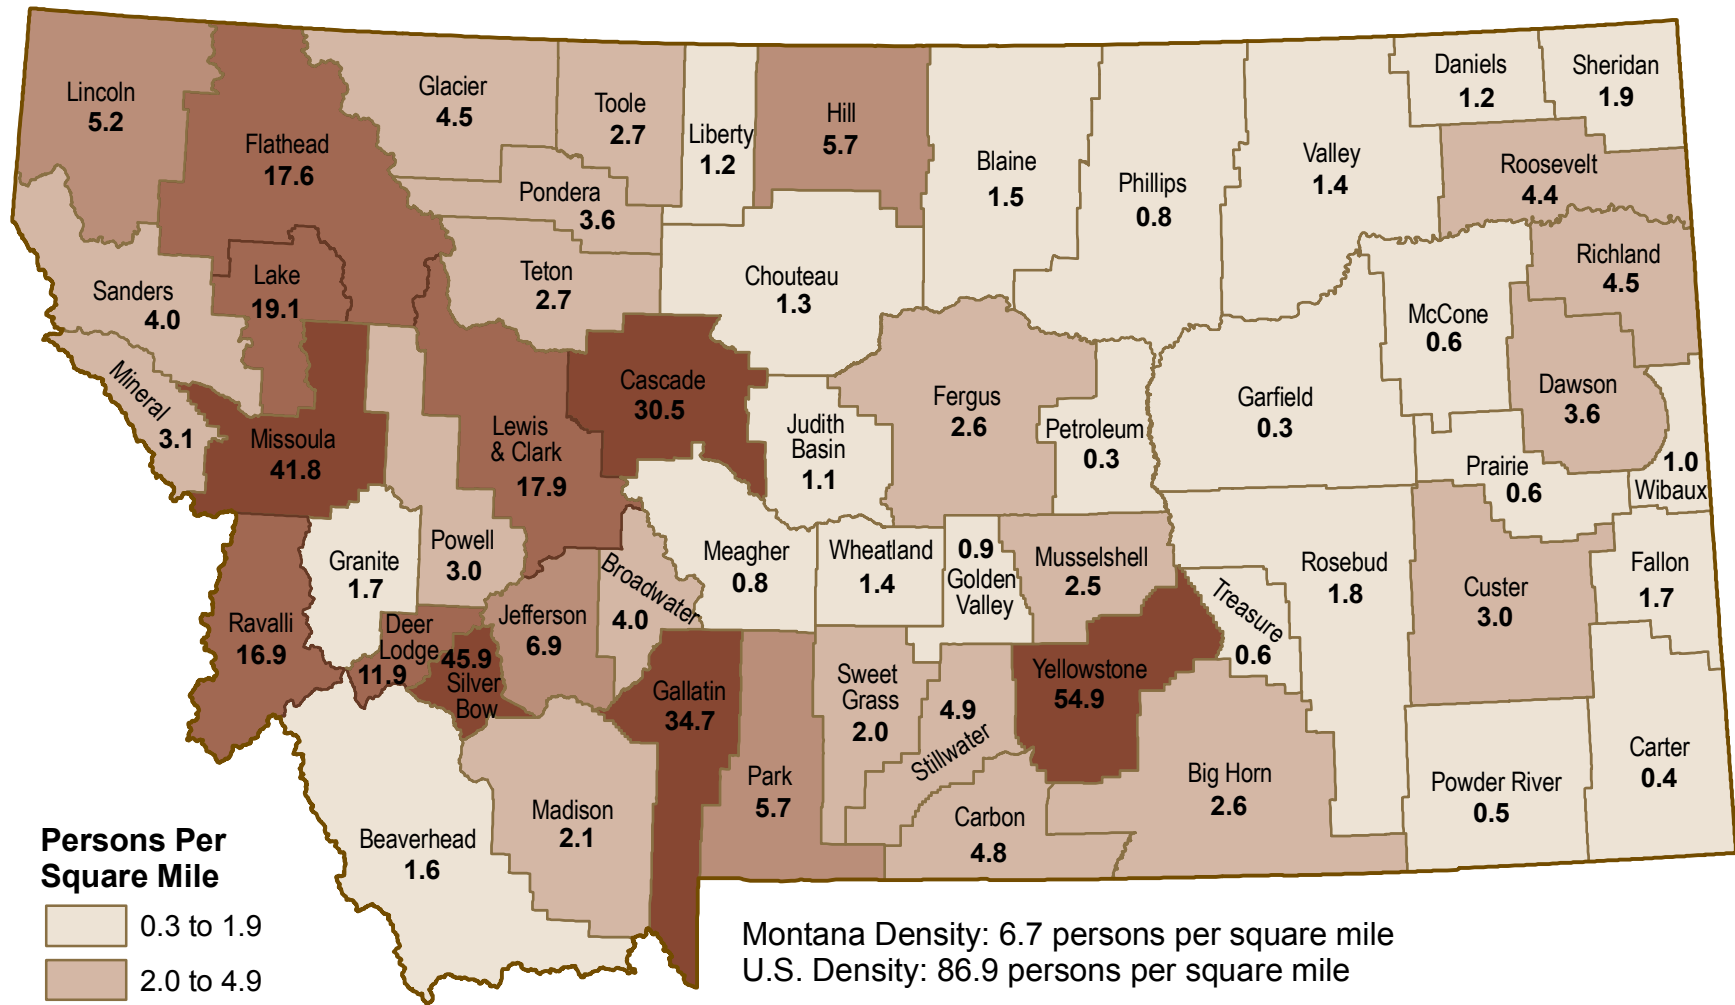 Lincoln
5.2
Flathead
17.6
Glacier
4.5
Toole
2.7
Liberty
1.2
Hill
5.7
Blaine
1.5
Phillips
0.8
Valley
1.4
Daniels
1.2
Sheridan
1.9
Roosevelt
4.4
Pondera
3.6
Teton
2.7
Chouteau
1.3
Richland
4.5
McCone
0.6
Sanders
4.0
Lake
19.1
Mineral
3.1
Missoula
41.8
Lewis
& Clark
17.9
Cascade
30.5
Judith
Basin
1.1
Fergus
2.6
Petroleum
0.3
Garfield
0.3
Dawson
3.6
Prairie
0.6
1.0
Wibaux
Ravalli
16.9
Granite
1.7
Powell
3.0
Deer
Lodge
11.9
45.9
Silver
Bow
Jefferson
6.9
Broadwater
4.0
Meagher
0.8
Wheatland
1.4
0.9
Golden
Valley
Musselshell
2.5
Treasure
0.6
Rosebud
1.8
Custer
3.0
Fallon
1.7
Gallatin
34.7
Park
5.7
Sweet
Grass
2.0
4.9
Stillwater
Yellowstone
54.9
Big Horn
2.6
Powder River
0.5
Carter
0.4
Beaverhead
1.6
Madison
2.1
Carbon
4.8
Persons Per
Square Mile
0.3 to 1.9
2.0 to 4.9
Montana Density: 6.7 persons per square mile
U.S. Density: 86.9 persons per square mile